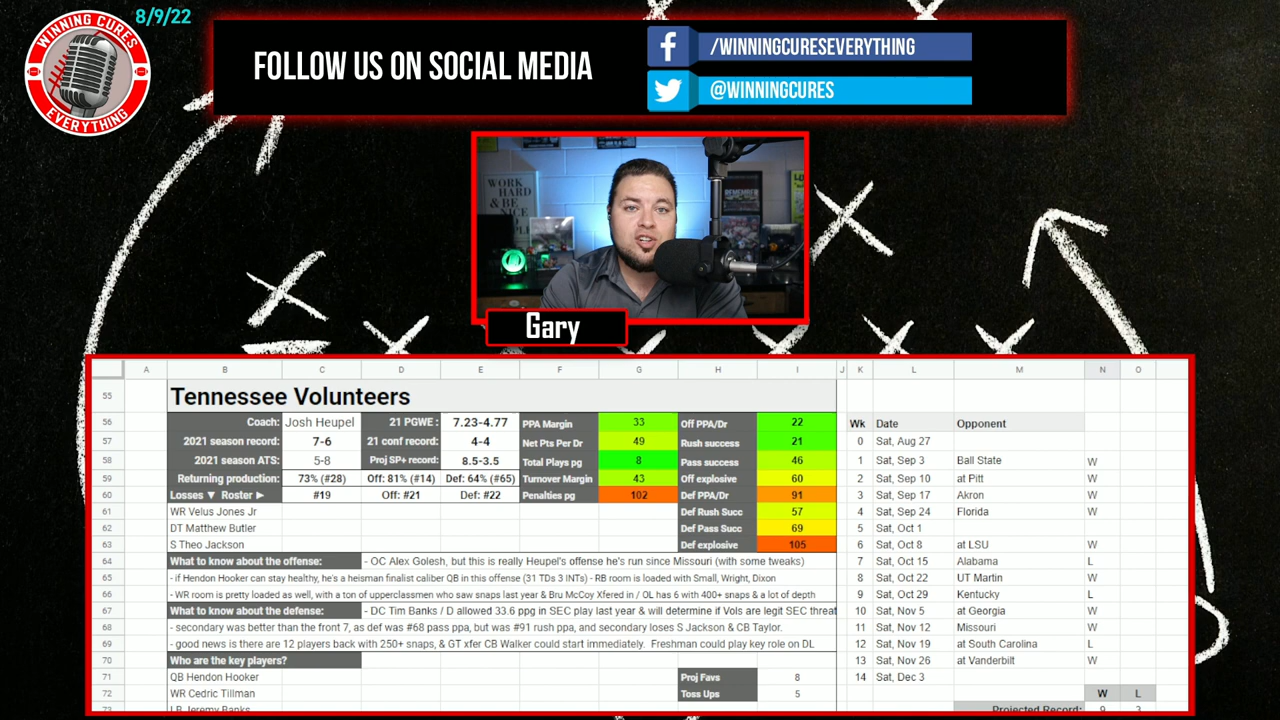 8/9/22
WINNING CURES
EVERYTHING
FOLLOW US ON SOCIAL MEDIA
/WINNINGCURESEVERYTHING
@WINNINGCURES
WORK
HARD
& BE
NICE
REMEMBER
Gary
A B C D E F G H I J K L M N O
55 Tennessee Volunteers
56 Coach: Josh Heupel 21 PGWE : 7.23-4.77 PPA Margin 33 Off PPA/Dr 22 Wk Date Opponent
57 2021 season record: 7-6 21 conf record: 4-4 Net Pts Per Dr 49 Rush success 21 0 Sat, Aug 27
58 2021 season ATS: 5-8 Proj SP+ record: 8.5-3.5 Total Plays pg 8 Pass success 46 1 Sat, Sep 3 Ball State W
59 Returning production: 73% (#28) Off: 81% (#14) Def: 64% (#65) Turnover Margin 43 Off explosive 60 2 Sat, Sep 10 at Pitt W
60 Losses ▼ Roster ► #19 Off: #21 Def: #22 Penalties pg 102 Def PPA/Dr 91 3 Sat, Sep 17 Akron W
61 WR Velus Jones Jr Def Rush Succ 57 4 Sat, Sep 24 Florida W
62 DT Matthew Butler Def Pass Succ 69 5 Sat, Oct 1
63 S Theo Jackson Def explosive 105 6 Sat, Oct 8 at LSU W
64 What to know about the offense: - OC Alex Golesh, but this is really Heupel's offense he's run since Missouri (with some tweaks) 7 Sat, Oct 15 Alabama L
65 - if Hendon Hooker can stay healthy, he's a heisman finalist caliber QB in this offense (31 TDs 3 INTs) - RB room is loaded with Small, Wright, Dixon 8 Sat, Oct 22 UT Martin W
66 - WR room is pretty loaded as well, with a ton of upperclassmen who saw snaps last year & Bru McCoy Xfered in / OL has 6 with 400+ snaps & a lot of depth 9 Sat, Oct 29 Kentucky L
67 What to know about the defense: - DC Tim Banks / D allowed 33.6 ppg in SEC play last year & will determine if Vols are legit SEC threat 10 Sat, Nov 5 at Georgia W
68 - secondary was better than the front 7, as def was #68 pass ppa, but was #91 rush ppa, and secondary loses S Jackson & CB Taylor. 11 Sat, Nov 12 Missouri W
69 - good news is there are 12 players back with 250+ snaps, & GT xfer CB Walker could start immediately. Freshman could play key role on DL 12 Sat, Nov 19 at South Carolina L
70 Who are the key players? 13 Sat, Nov 26 at Vanderbilt W
71 QB Hendon Hooker Proj Favs 8 14 Sat, Dec 3
72 WR Cedric Tillman Toss Ups 5 W L
73 LB Jeremy Banks Projected Record: 9 3